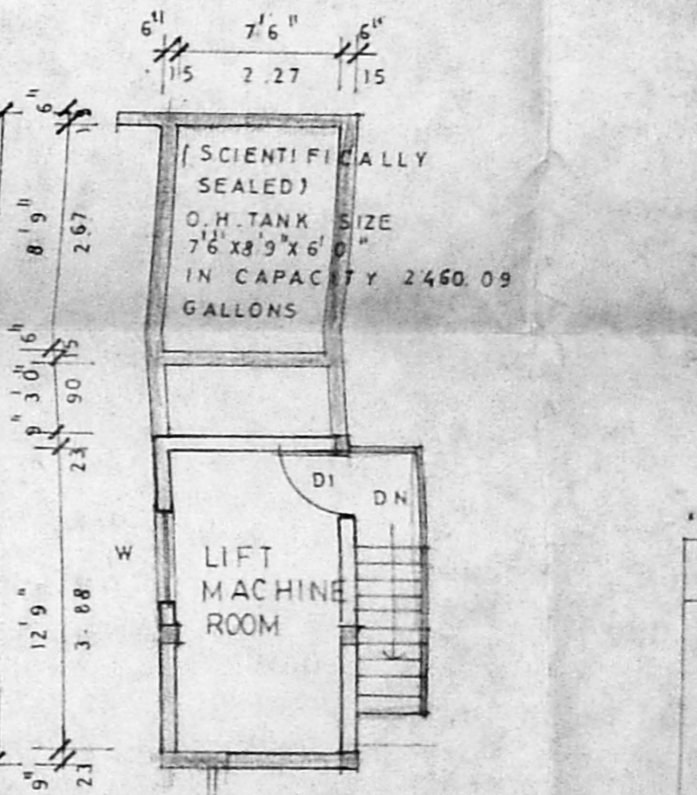 6" 7'6" 6"
15 2.27 15
6"
8'9" 2.67
6" 15
3'0" 90
9" 23
12'9" 3.88
9" 23
(SCIENTIFICALLY
SEALED)
O.H. TANK SIZE
7'6"X8'9"X6'0"
IN CAPACITY 2460.09
GALLONS
D1
DN
W
LIFT
MACHINE
ROOM